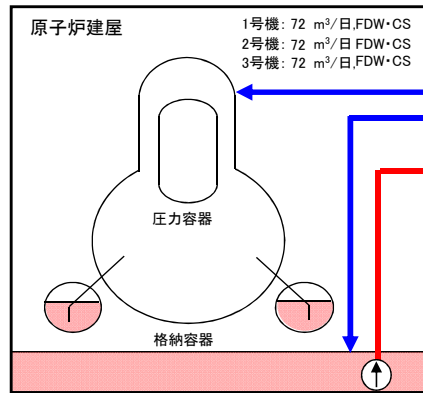 原子炉建屋
1号機: 72 m³/日,FDW・CS
2号機: 72 m³/日 FDW・CS
3号機: 72 m³/日,FDW・CS
圧力容器
格納容器